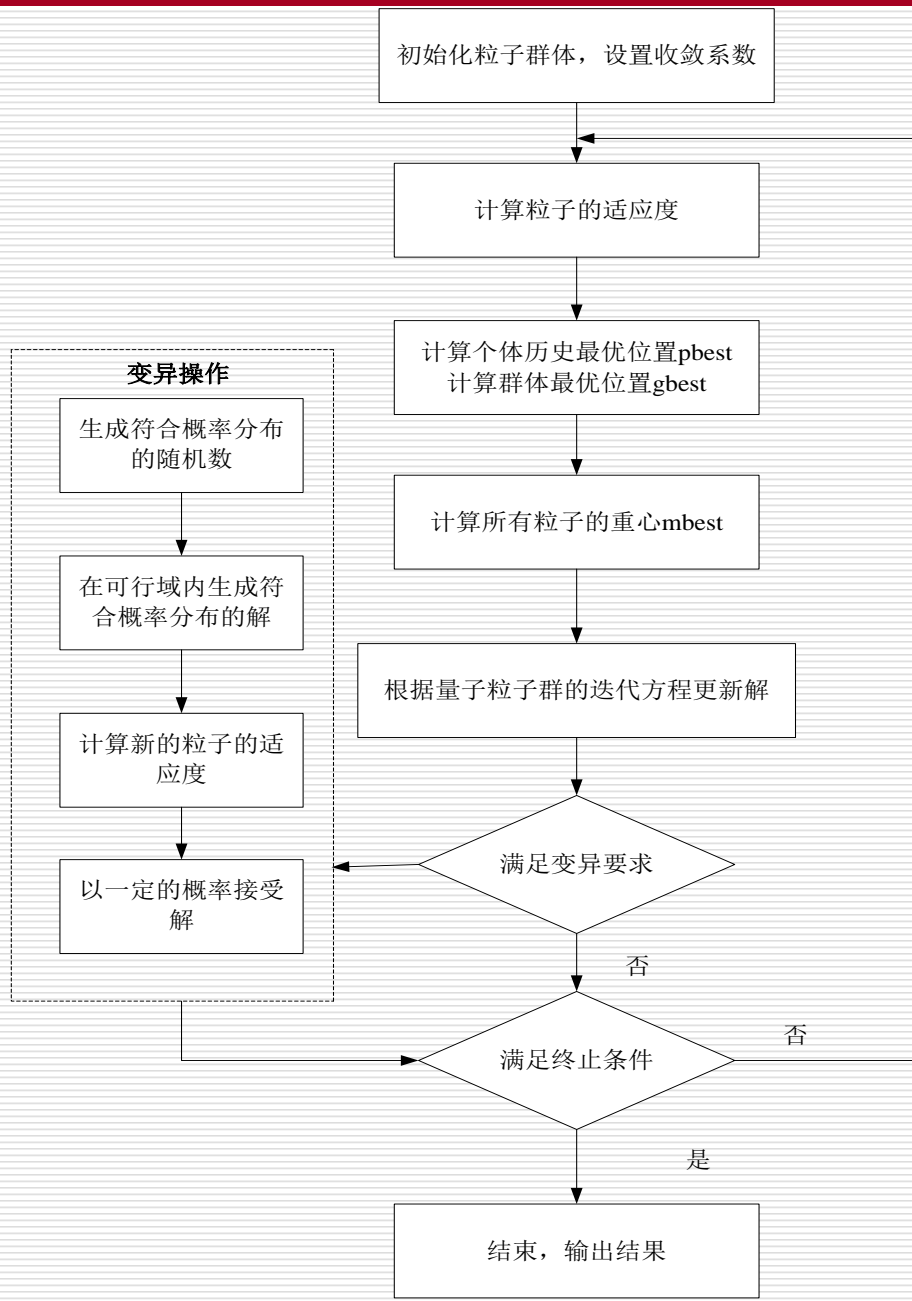 初始化粒子群体，设置收敛系数
计算粒子的适应度
计算个体历史最优位置pbest
计算群体最优位置gbest
计算所有粒子的重心mbest
根据量子粒子群的迭代方程更新解
满足变异要求
否
变异操作
生成符合概率分布
的随机数
在可行域内生成符
合概率分布的解
计算新的粒子的适
应度
以一定的概率接受
解
满足终止条件
否
是
结束，输出结果